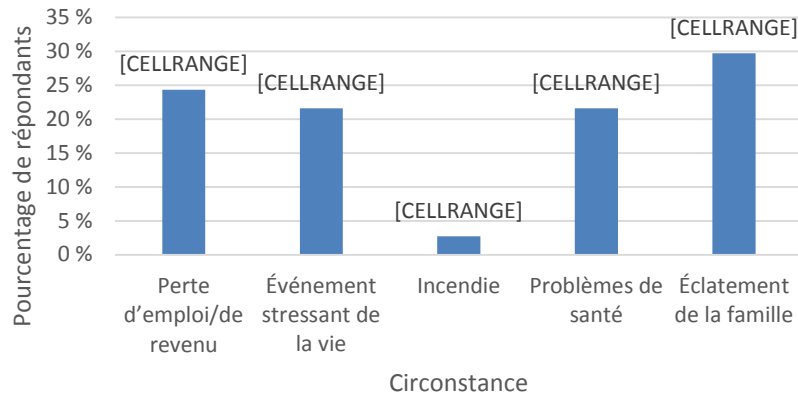 35 %
30 %
25 %
20 %
15 %
10 %
5 %
0 %
Pourcentage de répondants
[CELLRANGE]
[CELLRANGE]
[CELLRANGE]
[CELLRANGE]
[CELLRANGE]
Perte
d’emploi/de
revenu
Événement
stressant de
la vie
Incendie
Problèmes de
santé
Éclatement
de la famille
Circonstance